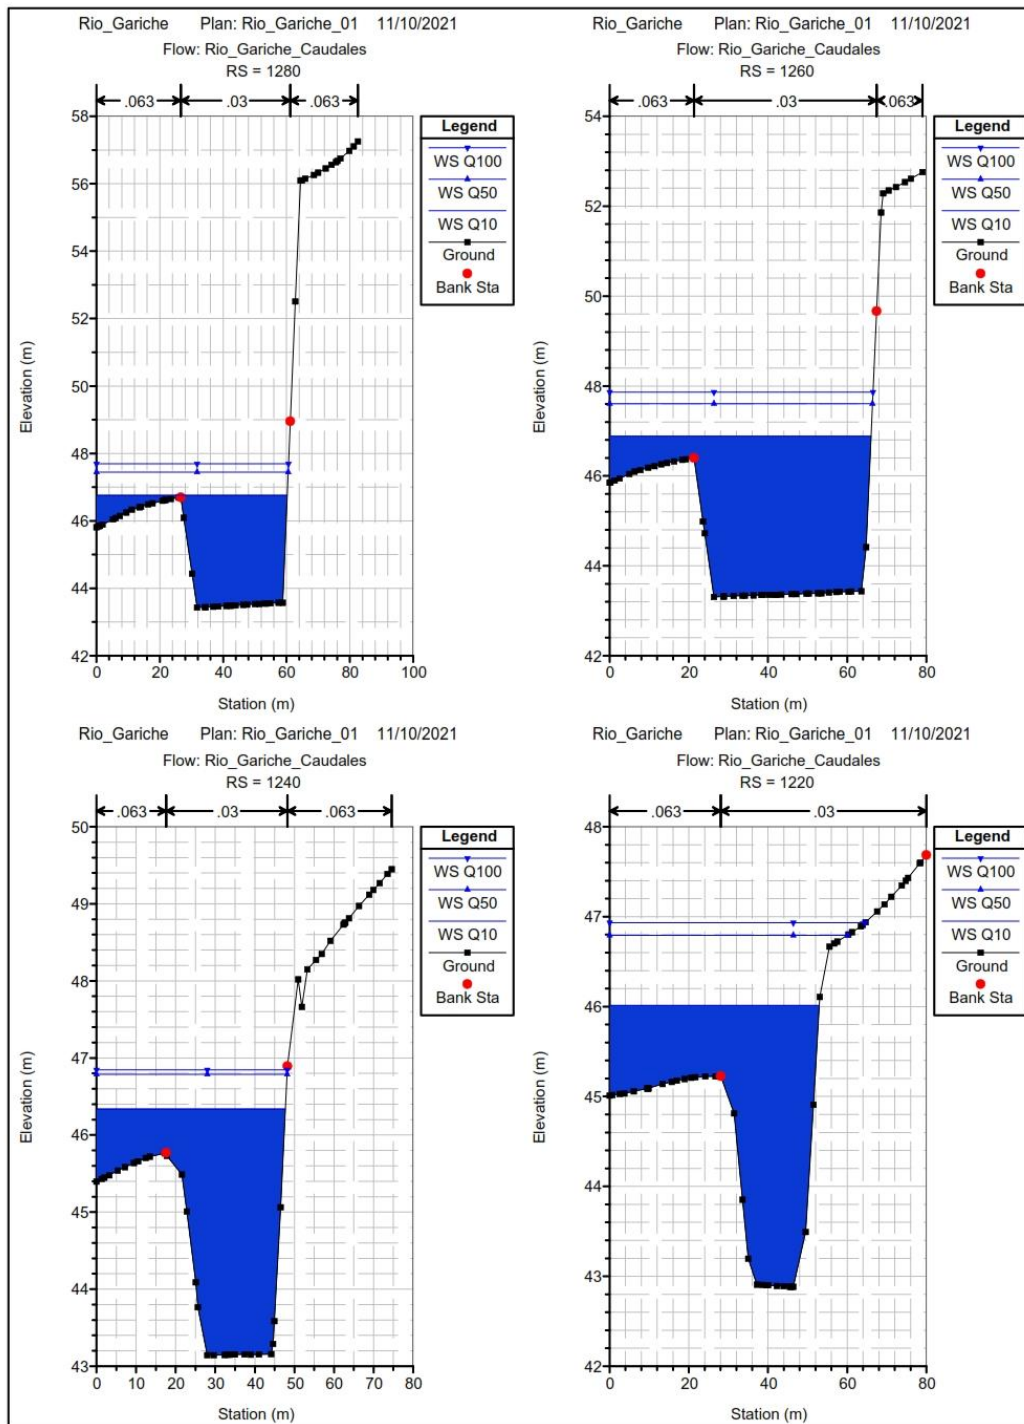 Rio_Gariche Plan: Rio_Gariche_01 11/10/2021
Flow: Rio_Gariche_Caudales
RS = 1280
.063 .03 .063
58
56
54
52
50
48
46
44
42
Elevation (m)
0 20 40 60 80 100
Station (m)
Legend
WS Q100
WS Q50
WS Q10
Ground
Bank Sta
Rio_Gariche Plan: Rio_Gariche_01 11/10/2021
Flow: Rio_Gariche_Caudales
RS = 1260
.063 .03 .063
54
52
50
48
46
44
42
Elevation (m)
0 20 40 60 80
Station (m)
Legend
WS Q100
WS Q50
WS Q10
Ground
Bank Sta
Rio_Gariche Plan: Rio_Gariche_01 11/10/2021
Flow: Rio_Gariche_Caudales
RS = 1240
.063 .03 .063
50
49
48
47
46
45
44
43
Elevation (m)
0 10 20 30 40 50 60 70 80
Station (m)
Legend
WS Q100
WS Q50
WS Q10
Ground
Bank Sta
Rio_Gariche Plan: Rio_Gariche_01 11/10/2021
Flow: Rio_Gariche_Caudales
RS = 1220
.063 .03
48
47
46
45
44
43
42
Elevation (m)
0 20 40 60 80
Station (m)
Legend
WS Q100
WS Q50
WS Q10
Ground
Bank Sta